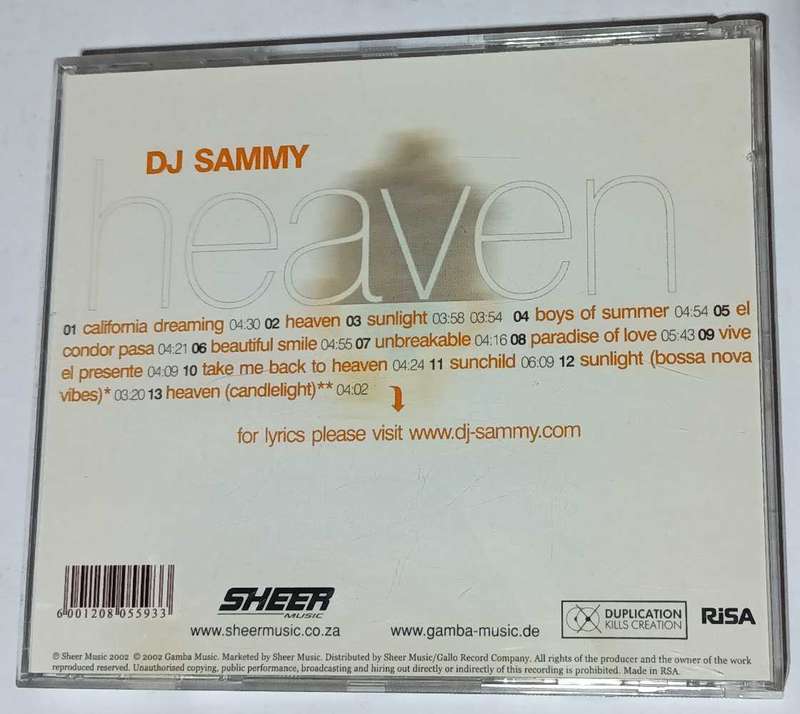 DJ SAMMY
heaven
01 california dreaming 04:30 02 heaven 03 sunlight 03:58 03:54 04 boys of summer 04:54 05 el
condor pasa 04:21 06 beautiful smile 04:55 07 unbreakable 04:16 08 paradise of love 05:43 09 vive
el presente 04:09 10 take me back to heaven 04:24 11 sunchild 06:09 12 sunlight (bossa nova
vibes)* 03:20 13 heaven (candlelight)** 04:02
for lyrics please visit www.dj-sammy.com
6 001208 055933
SHEER
MUSIC
www.sheermusic.co.za
www.gamba-music.de
DUPLICATION
KILLS CREATION
RiSA
℗ Sheer Music 2002 © 2002 Gamba Music. Marketed by Sheer Music. Distributed by Sheer Music/Gallo Record Company. All rights of the producer and the owner of the work
reproduced reserved. Unauthorised copying, public performance, broadcasting and hiring out directly or indirectly of this recording is prohibited. Made in RSA.